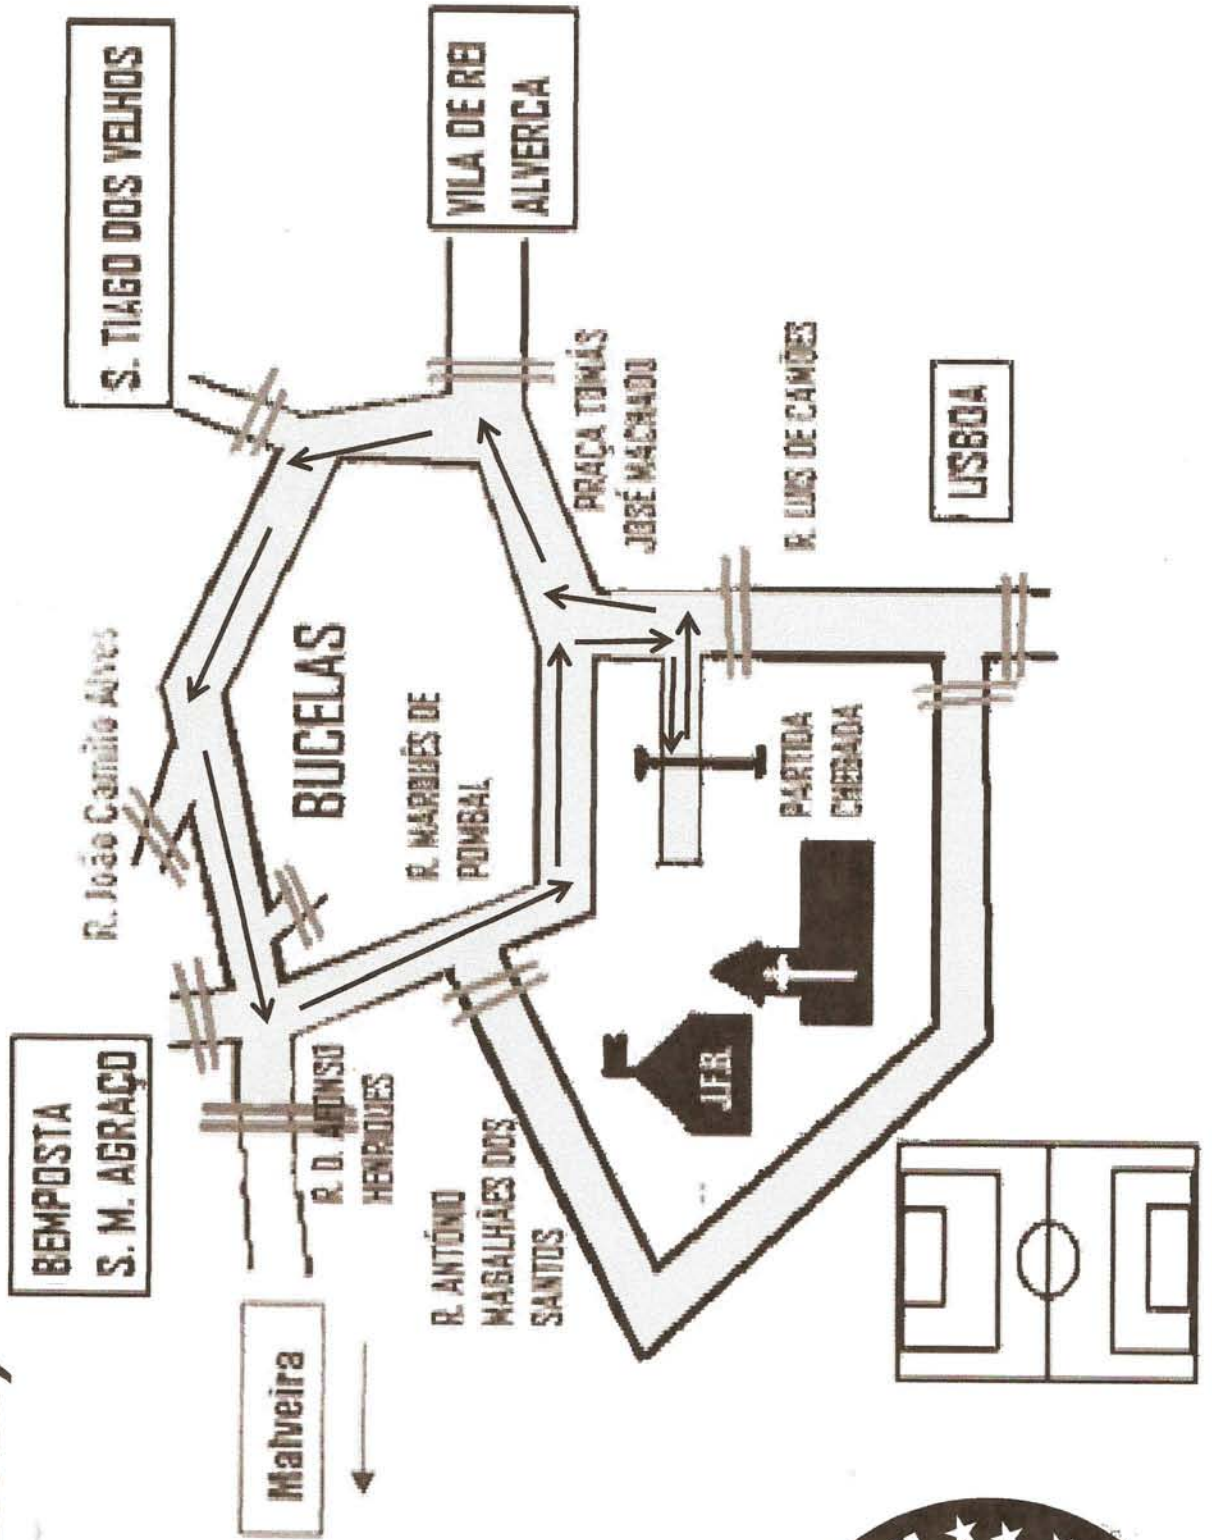 S. TIAGO DOS VELHOS
VILA DE REI
ALVERCA
R. João Camilo Alves
BUCELAS
R. MARQUÊS DE
POMBAL
PRAÇA TOMÁS
JOSÉ MACHADO
R. LUIS DE CAMÕES
LISBOA
PARTIDA
CHEGADA
BEMPOSTA
S. M. AGRAÇO
R. D. AFONSO
HENRIQUES
Malveira
R. ANTÓNIO
MAGALHÃES DOS
SANTOS
J.F.B.